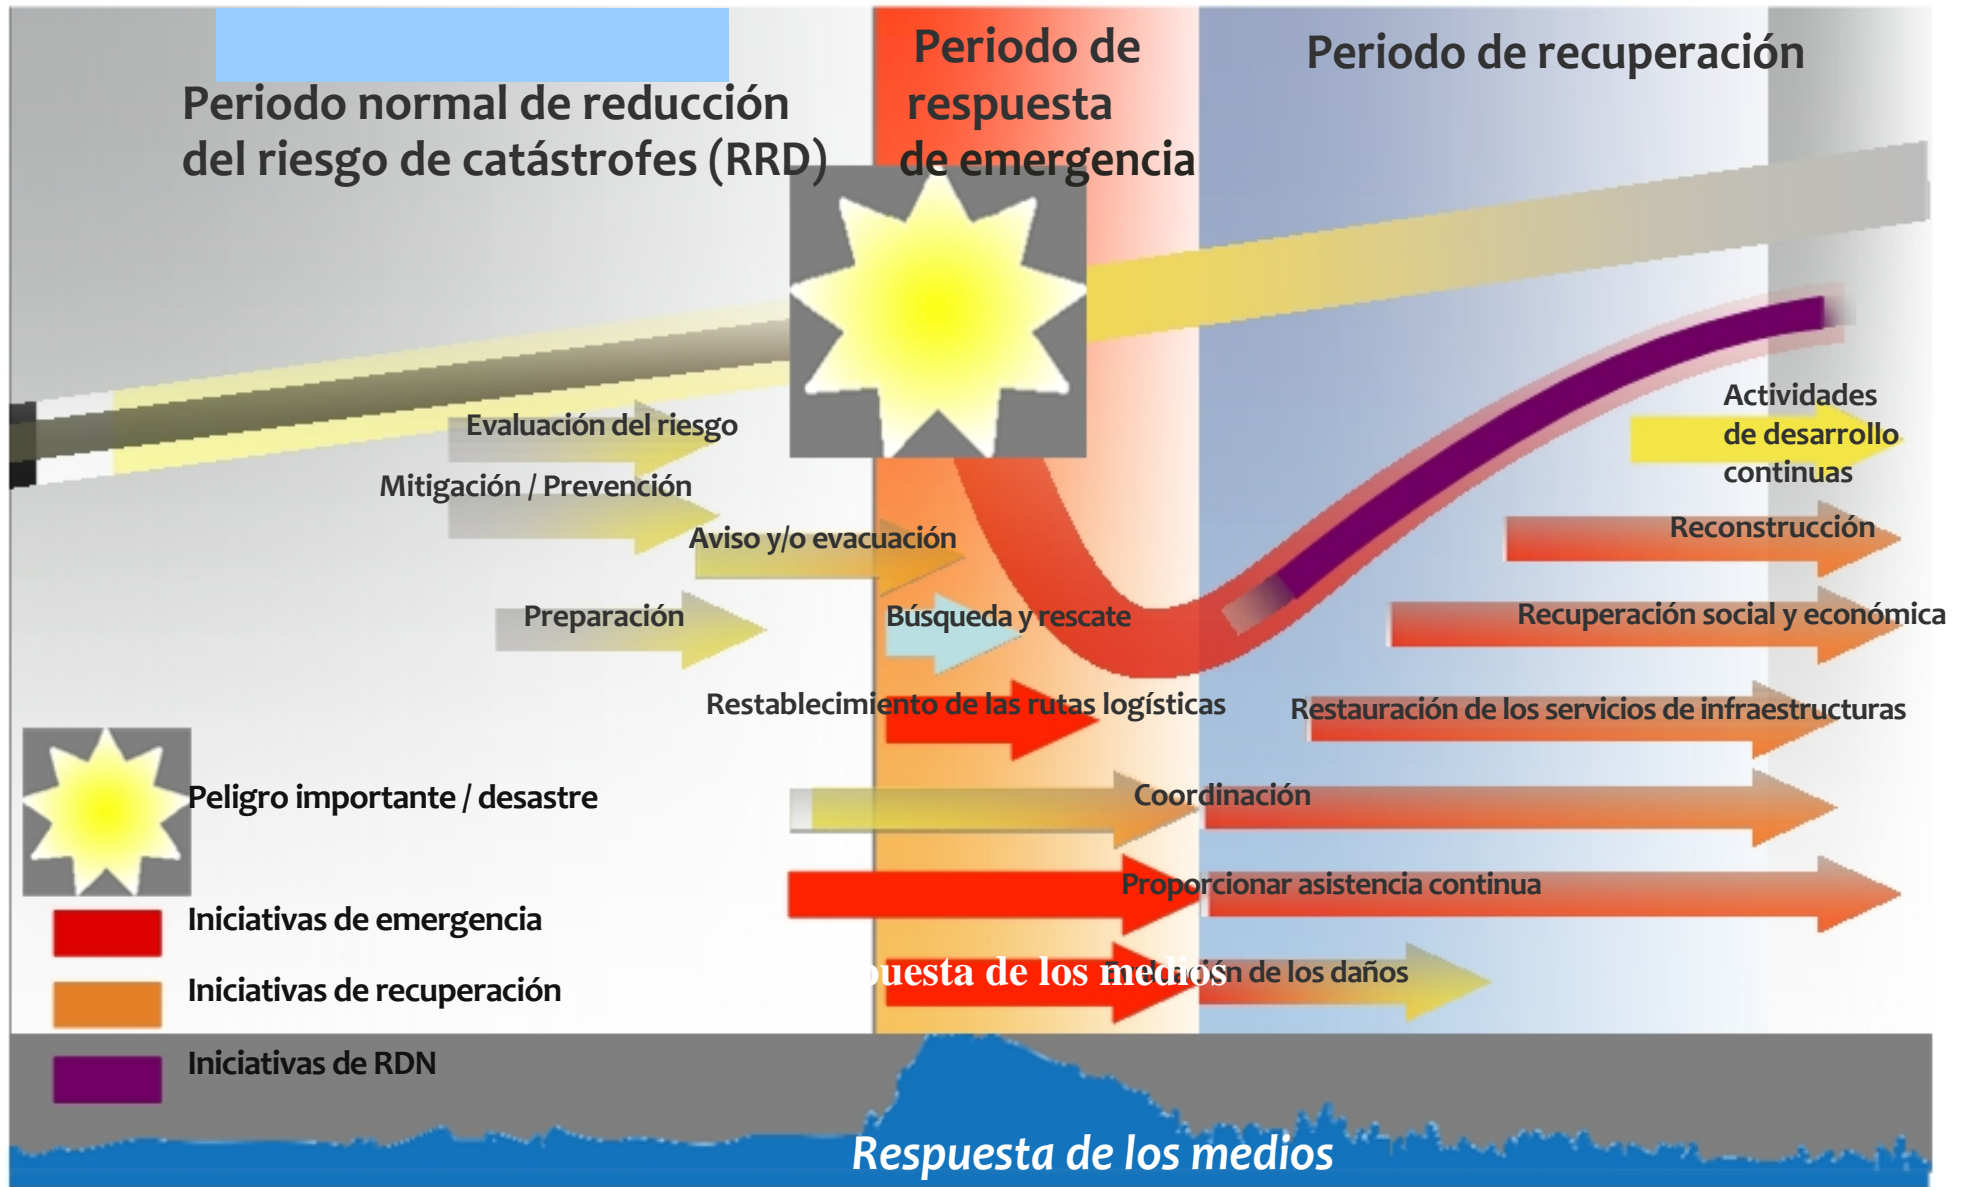 Periodo normal de reducción
del riesgo de catástrofes (RRD)
Periodo de
respuesta
de emergencia
Periodo de recuperación
Evaluación del riesgo
Mitigación / Prevención
Aviso y/o evacuación
Preparación
Búsqueda y rescate
Restablecimiento de las rutas logísticas
Actividades
de desarrollo
continuas
Reconstrucción
Recuperación social y económica
Restauración de los servicios de infraestructuras
Coordinación
Proporcionar asistencia continua
de los medios
de los daños
Peligro importante / desastre
Iniciativas de emergencia
Iniciativas de recuperación
Iniciativas de RDN
Respuesta de los medios